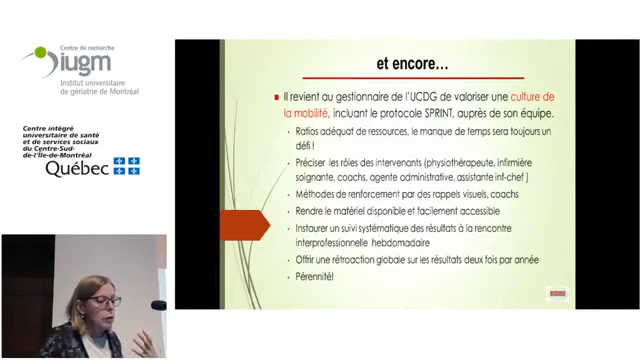 Centre de recherche
iugm
Institut universitaire
de gériatrie de Montréal
Centre intégré
universitaire de santé
et de services sociaux
du Centre-Sud-
de-l'Île-de-Montréal
Québec
et encore…
Il revient au gestionnaire de l'UCDG de valoriser une culture de
la mobilité, incluant le protocole SPRINT, auprès de son équipe.
Ratios adéquat de ressources, le manque de temps sera toujours un
défi !
Préciser les rôles des intervenants (physiothérapeute, infirmière
soignante, coachs, agente administrative, assistante inf-chef )
Méthodes de renforcement par des rappels visuels, coachs
Rendre le matériel disponible et facilement accessible
Instaurer un suivi systématique des résultats à la rencontre
interprofessionnelle hebdomadaire
Offrir une rétroaction globale sur les résultats deux fois par année
Pérennité!